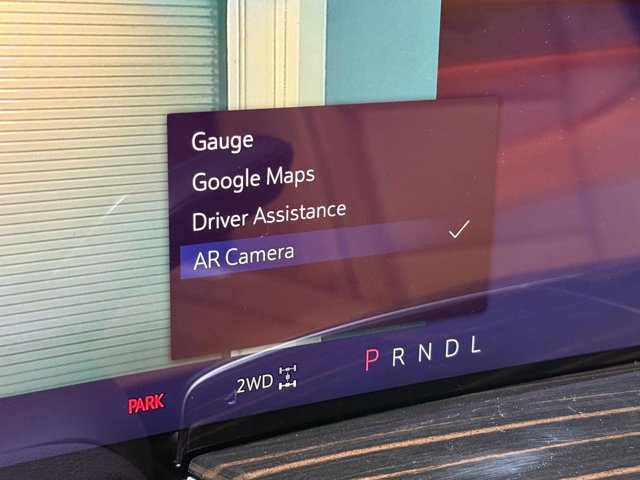 Gauge
Google Maps
Driver Assistance
AR Camera
PARK 2WD P R N D L